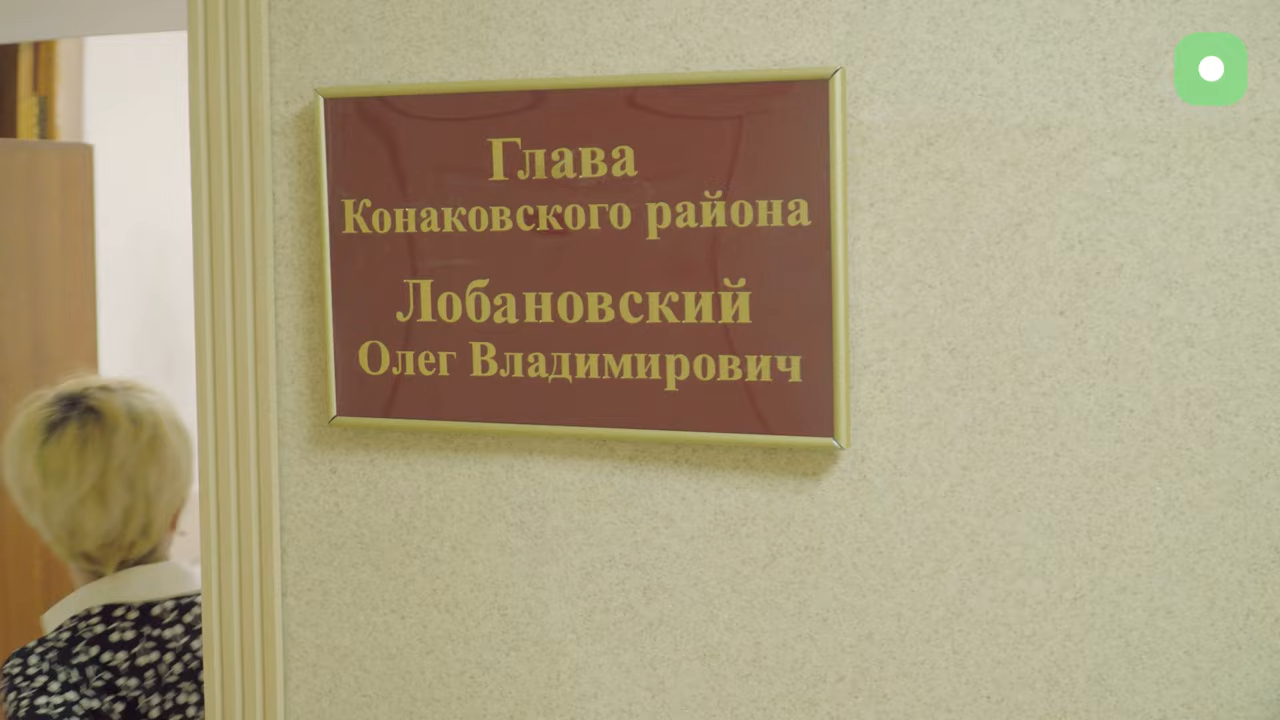 Глава
Конаковского района
Лобановский
Олег Владимирович